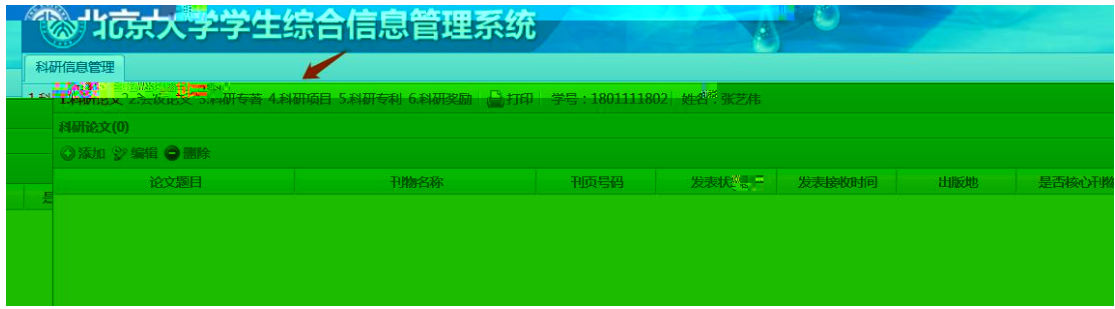 北京大学学生综合信息管理系统
科研信息管理
1.科研论文 2.会议论文 3.科研专著 4.科研项目 5.科研专利 6.科研奖励 打印 学号：1801111802 姓名：张艺伟
科研论文(0)
添加 编辑 删除
论文题目 刊物名称 刊页号码 发表状态 发表接收时间 出版地 是否核心刊物